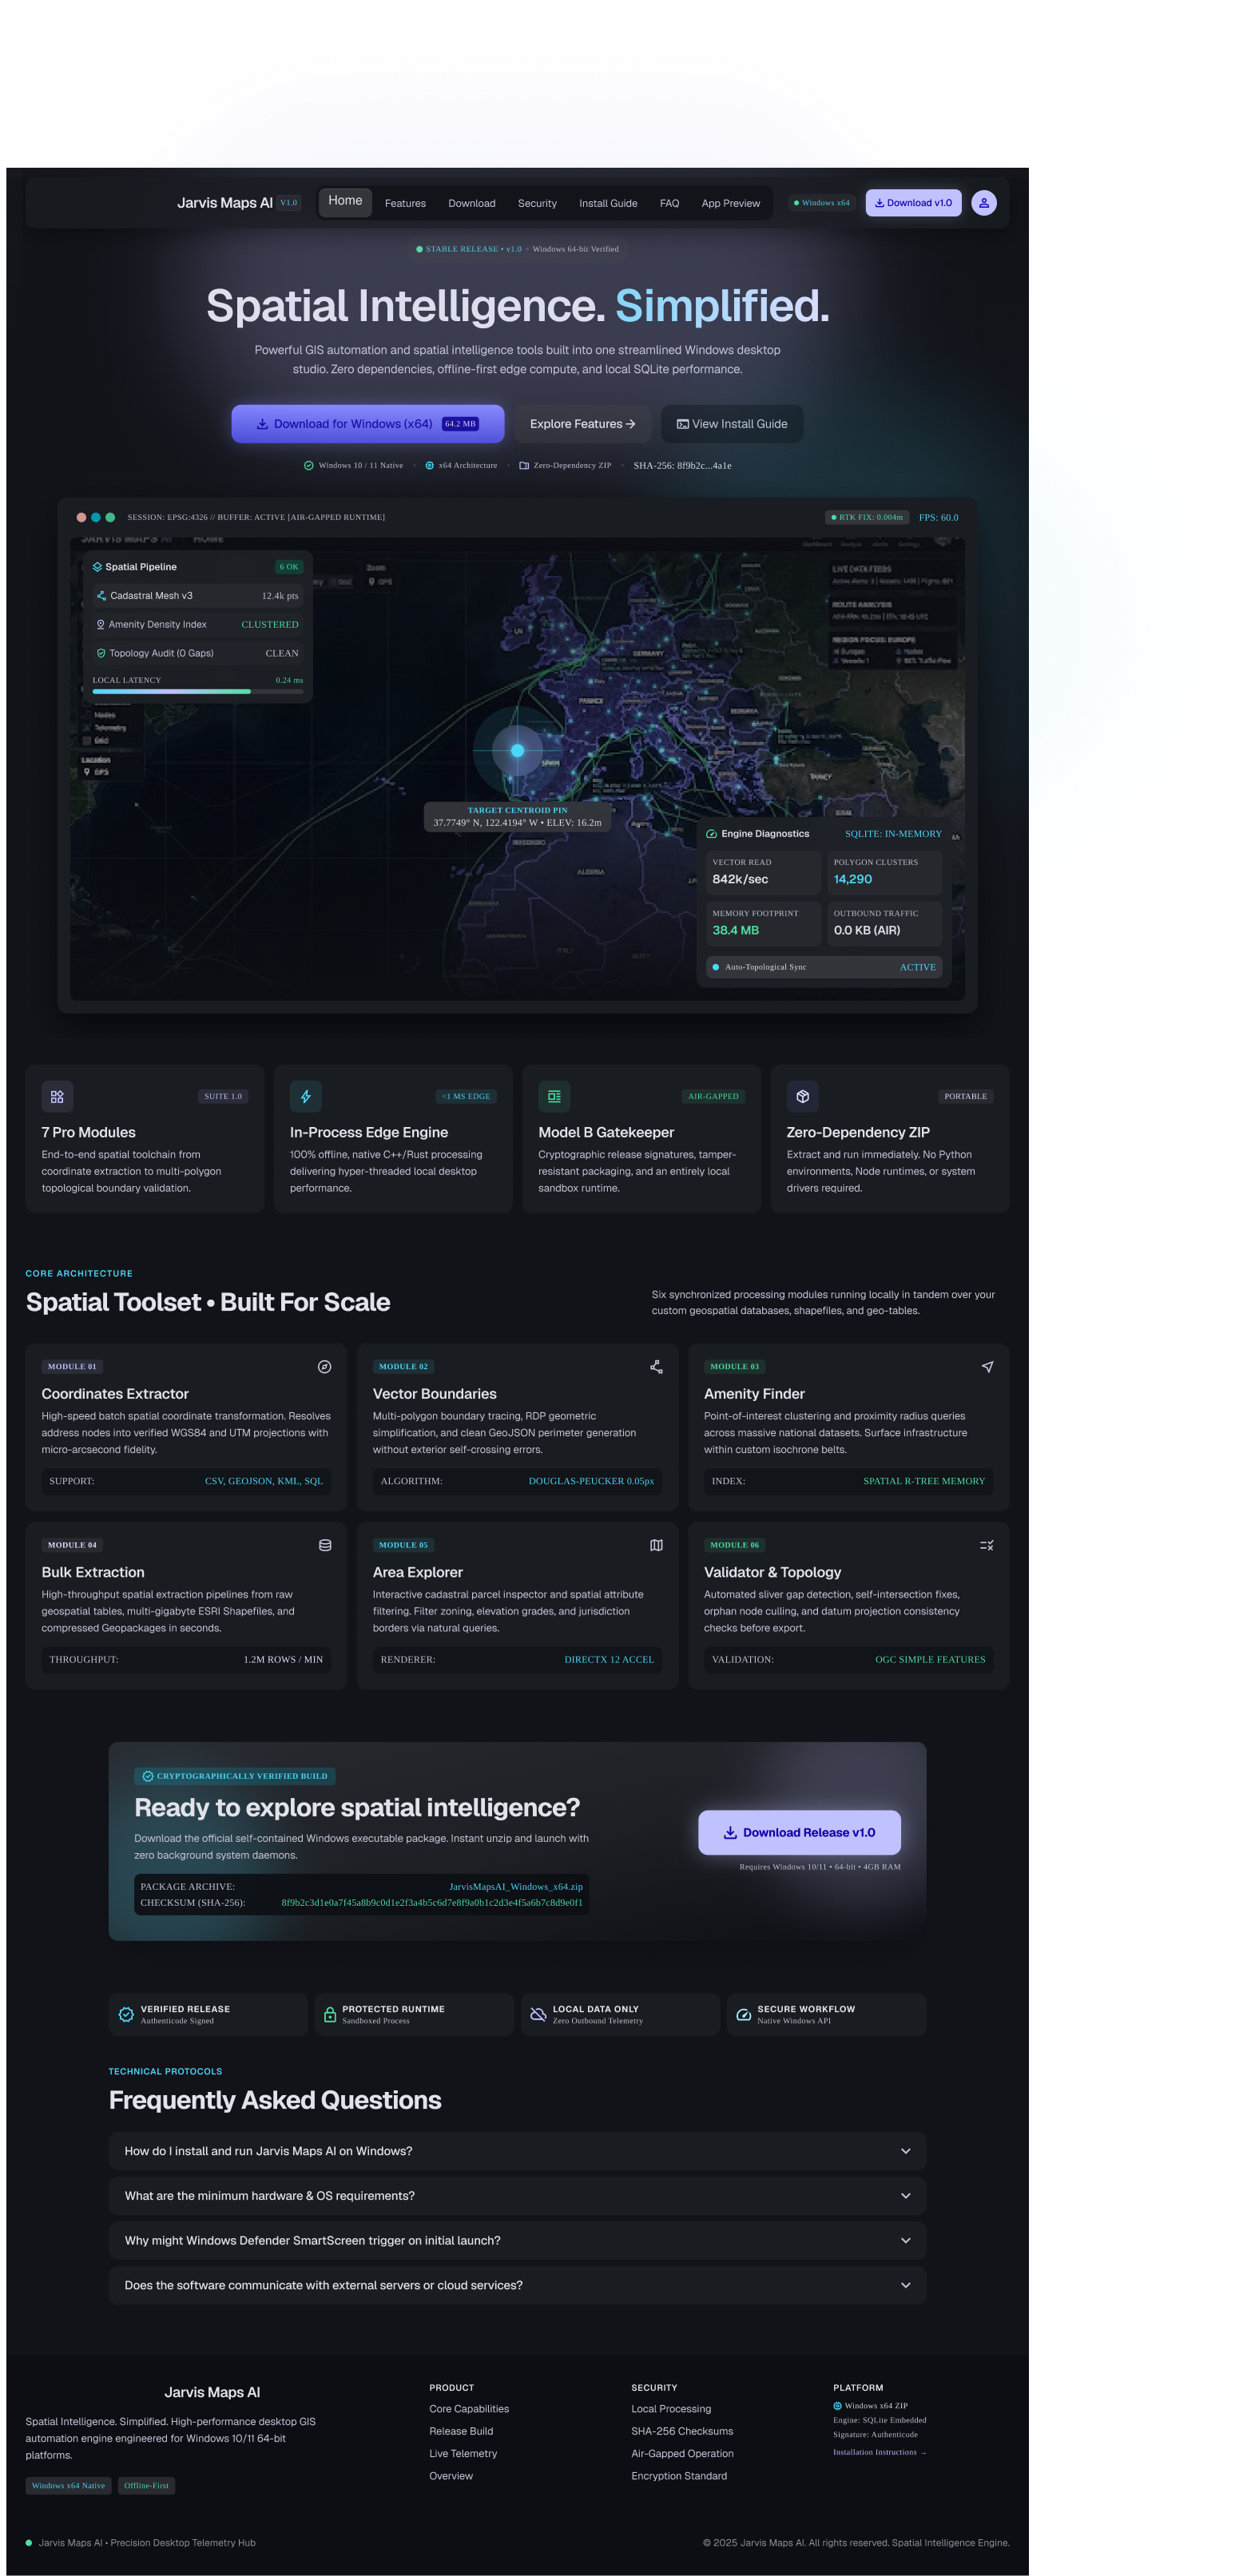 Jarvis Maps AI V1.0 Home Features Download Security Install Guide FAQ App Preview Windows x64 Download v1.0
STABLE RELEASE • v1.0 • Windows 64-bit Verified
Spatial Intelligence. Simplified.
Powerful GIS automation and spatial intelligence tools built into one streamlined Windows desktop
studio. Zero dependencies, offline-first edge compute, and local SQLite performance.
Download for Windows (x64) 64.2 MB Explore Features → View Install Guide
Windows 10 / 11 Native • x64 Architecture • Zero-Dependency ZIP • SHA-256: 8f9b2c...4a1e
SESSION: EPSG:4326 // BUFFER: ACTIVE [AIR-GAPPED RUNTIME] RTK FIX: 0.004m FPS: 60.0
JARVIS MAPS AI HOME
Spatial Pipeline 6 OK
Cadastral Mesh v3 12.4k pts
Amenity Density Index CLUSTERED
Topology Audit (0 Gaps) CLEAN
LOCAL LATENCY 0.24 ms
Zoom
GPS
Nodes
Telemetry
Grid
Location
GPS
LIVE DATA FEEDS
ROUTE ANALYSIS
REGION FOCUS: EUROPE
FRANCE
SPAIN
ALGERIA
TARGET CENTROID PIN
37.7749° N, 122.4194° W • ELEV: 16.2m
Engine Diagnostics SQLITE: IN-MEMORY
VECTOR READ
842k/sec
POLYGON CLUSTERS
14,290
MEMORY FOOTPRINT
38.4 MB
OUTBOUND TRAFFIC
0.0 KB (AIR)
Auto-Topological Sync ACTIVE
SUITE 1.0
7 Pro Modules
End-to-end spatial toolchain from
coordinate extraction to multi-polygon
topological boundary validation.
<1 MS EDGE
In-Process Edge Engine
100% offline, native C++/Rust processing
delivering hyper-threaded local desktop
performance.
AIR-GAPPED
Model B Gatekeeper
Cryptographic release signatures, tamper-
resistant packaging, and an entirely local
sandbox runtime.
PORTABLE
Zero-Dependency ZIP
Extract and run immediately. No Python
environments, Node runtimes, or system
drivers required.
CORE ARCHITECTURE
Spatial Toolset • Built For Scale
Six synchronized processing modules running locally in tandem over your
custom geospatial databases, shapefiles, and geo-tables.
MODULE 01
Coordinates Extractor
High-speed batch spatial coordinate transformation. Resolves
address nodes into verified WGS84 and UTM projections with
micro-arcsecond fidelity.
SUPPORT: CSV, GEOJSON, KML, SQL
MODULE 02
Vector Boundaries
Multi-polygon boundary tracing, RDP geometric
simplification, and clean GeoJSON perimeter generation
without exterior self-crossing errors.
ALGORITHM: DOUGLAS-PEUCKER 0.05px
MODULE 03
Amenity Finder
Point-of-interest clustering and proximity radius queries
across massive national datasets. Surface infrastructure
within custom isochrone belts.
INDEX: SPATIAL R-TREE MEMORY
MODULE 04
Bulk Extraction
High-throughput spatial extraction pipelines from raw
geospatial tables, multi-gigabyte ESRI Shapefiles, and
compressed Geopackages in seconds.
THROUGHPUT: 1.2M ROWS / MIN
MODULE 05
Area Explorer
Interactive cadastral parcel inspector and spatial attribute
filtering. Filter zoning, elevation grades, and jurisdiction
borders via natural queries.
RENDERER: DIRECTX 12 ACCEL
MODULE 06
Validator & Topology
Automated sliver gap detection, self-intersection fixes,
orphan node culling, and datum projection consistency
checks before export.
VALIDATION: OGC SIMPLE FEATURES
CRYPTOGRAPHICALLY VERIFIED BUILD
Ready to explore spatial intelligence?
Download the official self-contained Windows executable package. Instant unzip and launch with
zero background system daemons.
PACKAGE ARCHIVE: JarvisMapsAI_Windows_x64.zip
CHECKSUM (SHA-256): 8f9b2c3d1e0a7f45a8b9c0d1e2f3a4b5c6d7e8f9a0b1c2d3e4f5a6b7c8d9e0f1
Download Release v1.0
Requires Windows 10/11 • 64-bit • 4GB RAM
VERIFIED RELEASE
Authenticode Signed
PROTECTED RUNTIME
Sandboxed Process
LOCAL DATA ONLY
Zero Outbound Telemetry
SECURE WORKFLOW
Native Windows API
TECHNICAL PROTOCOLS
Frequently Asked Questions
How do I install and run Jarvis Maps AI on Windows?
What are the minimum hardware & OS requirements?
Why might Windows Defender SmartScreen trigger on initial launch?
Does the software communicate with external servers or cloud services?
Jarvis Maps AI
Spatial Intelligence. Simplified. High-performance desktop GIS
automation engine engineered for Windows 10/11 64-bit
platforms.
Windows x64 Native Offline-First
PRODUCT
Core Capabilities
Release Build
Live Telemetry
Overview
SECURITY
Local Processing
SHA-256 Checksums
Air-Gapped Operation
Encryption Standard
PLATFORM
Windows x64 ZIP
Engine: SQLite Embedded
Signature: Authenticode
Installation Instructions →
Jarvis Maps AI • Precision Desktop Telemetry Hub
© 2025 Jarvis Maps AI. All rights reserved. Spatial Intelligence Engine.